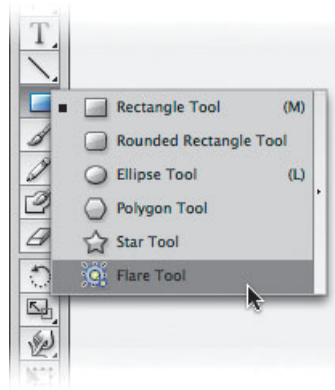 T
Rectangle Tool (M)
Rounded Rectangle Tool
Ellipse Tool (L)
Polygon Tool
Star Tool
Flare Tool